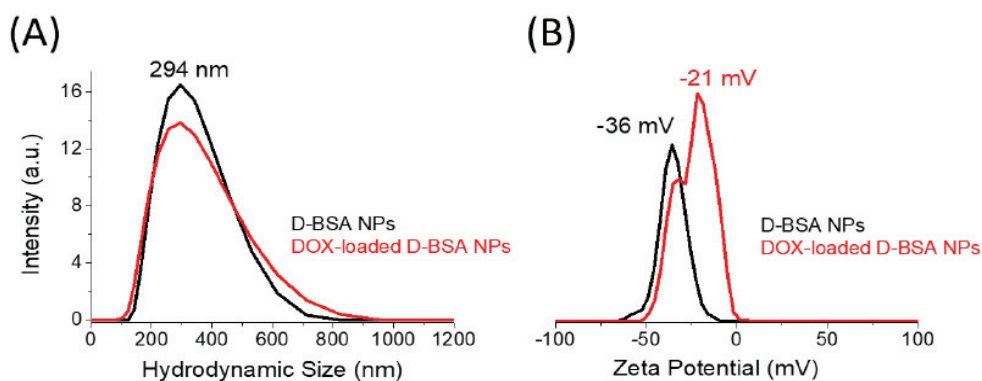 (A)
294 nm
16
12
8
4
0
Intensity (a.u.)
D-BSA NPs
DOX-loaded D-BSA NPs
0 200 400 600 800 1000 1200
Hydrodynamic Size (nm)
(B)
-21 mV
-36 mV
D-BSA NPs
DOX-loaded D-BSA NPs
-100 -50 0 50 100
Zeta Potential (mV)